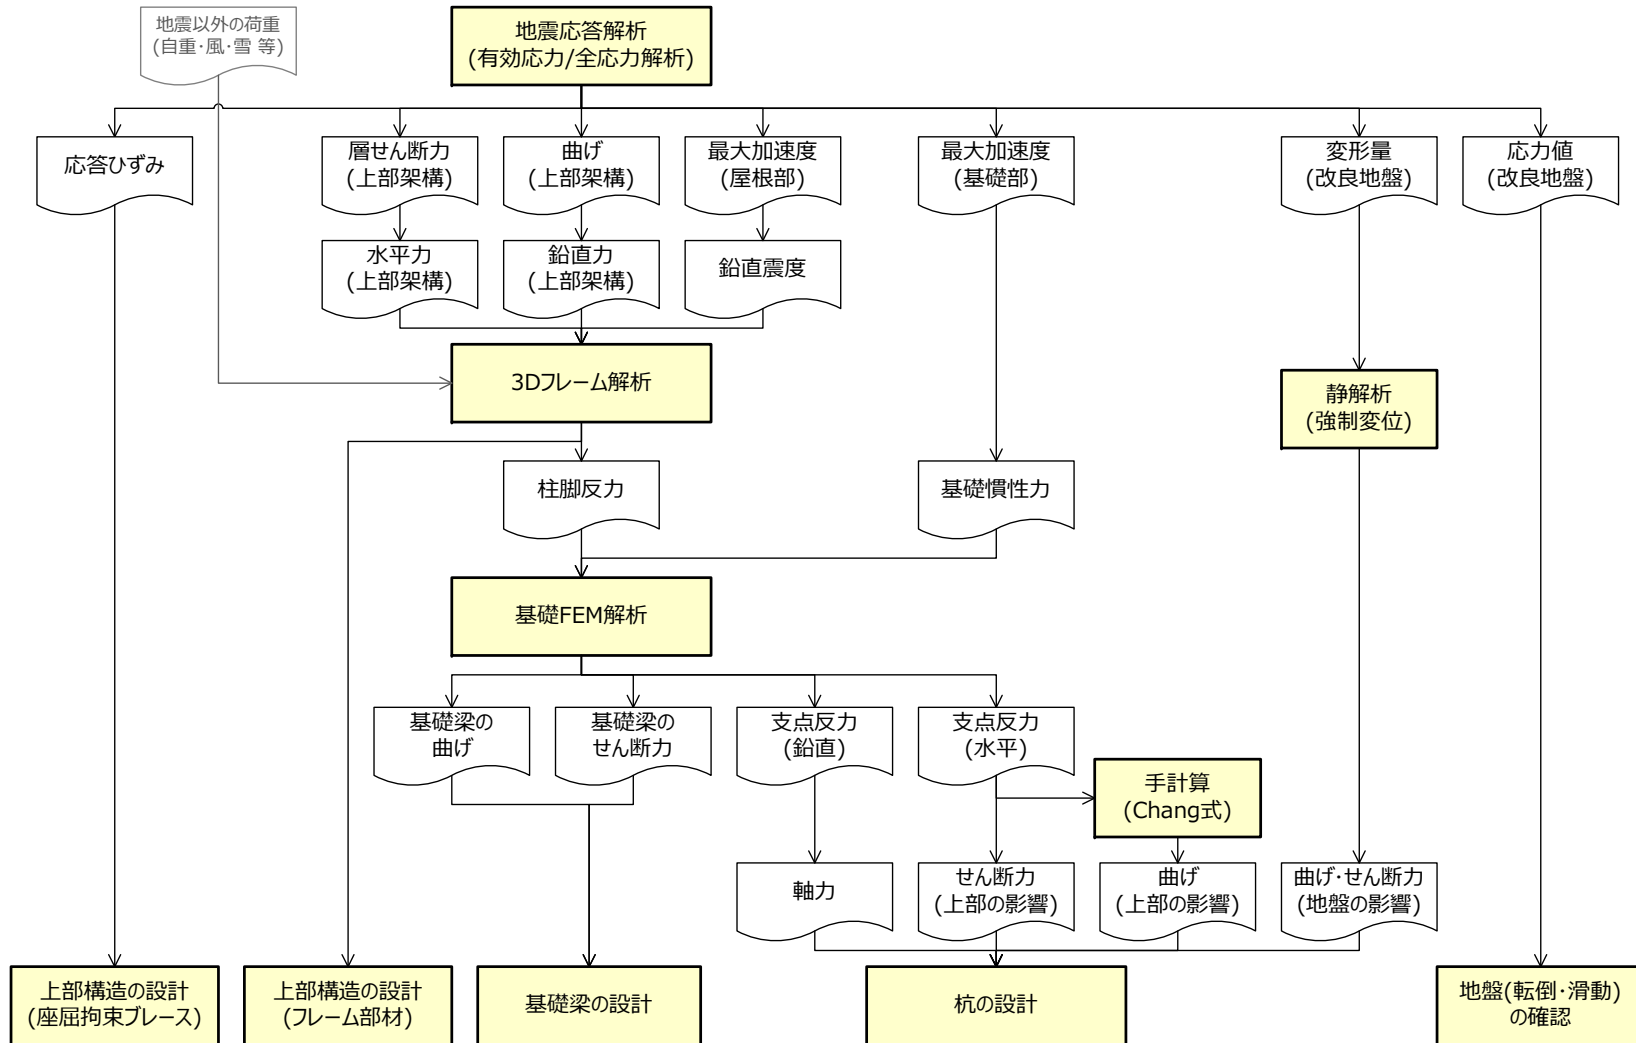 地震以外の荷重
(自重・風・雪 等)
地震応答解析
(有効応力/全応力解析)
応答ひずみ
層せん断力
(上部架構)
曲げ
(上部架構)
最大加速度
(屋根部)
最大加速度
(基礎部)
変形量
(改良地盤)
応力値
(改良地盤)
水平力
(上部架構)
鉛直力
(上部架構)
鉛直震度
3Dフレーム解析
静解析
(強制変位)
柱脚反力
基礎慣性力
基礎FEM解析
基礎梁の
曲げ
基礎梁の
せん断力
支点反力
(鉛直)
支点反力
(水平)
手計算
(Chang式)
軸力
せん断力
(上部の影響)
曲げ
(上部の影響)
曲げ・せん断力
(地盤の影響)
上部構造の設計
(座屈拘束ブレース)
上部構造の設計
(フレーム部材)
基礎梁の設計
杭の設計
地盤(転倒・滑動)
の確認